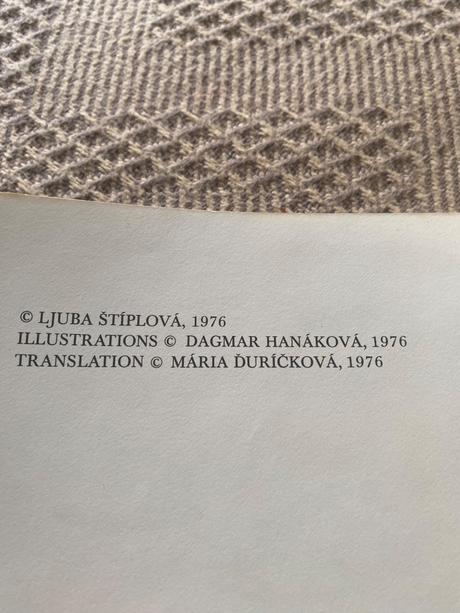 © LJUBA ŠTÍPLOVÁ, 1976
ILLUSTRATIONS © DAGMAR HANÁKOVÁ, 1976
TRANSLATION © MÁRIA ĎURÍČKOVÁ, 1976